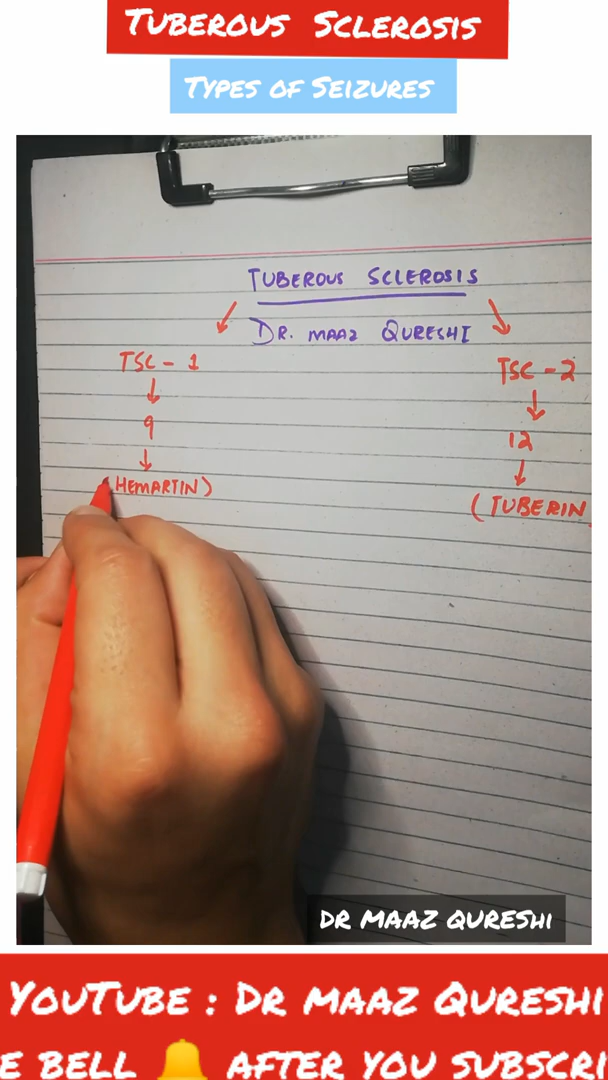 TUBEROUS SCLEROSIS
TYPES OF SEIZURES
TUBEROUS SCLEROSIS
DR. MAAZ QURESHI
TSC - 1
TSC - 2
9
12
(HEMARTIN)
(TUBERIN
DR MAAZ QURESHI
YOUTUBE : DR MAAZ QURESHI
E BELL 🔔 AFTER YOU SUBSCRI